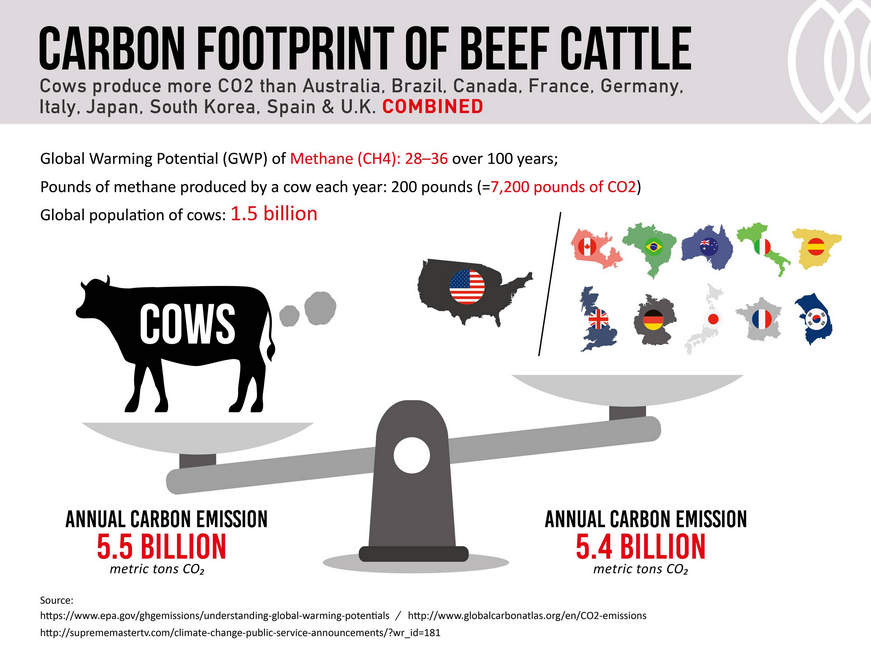 CARBON FOOTPRINT OF BEEF CATTLE
Cows produce more CO2 than Australia, Brazil, Canada, France, Germany,
Italy, Japan, South Korea, Spain & U.K. COMBINED
Global Warming Potential (GWP) of Methane (CH4): 28–36 over 100 years;
Pounds of methane produced by a cow each year: 200 pounds (=7,200 pounds of CO2)
Global population of cows: 1.5 billion
COWS
ANNUAL CARBON EMISSION
5.5 BILLION
metric tons CO₂
ANNUAL CARBON EMISSION
5.4 BILLION
metric tons CO₂
Source:
https://www.epa.gov/ghgemissions/understanding-global-warming-potentials / http://www.globalcarbonatlas.org/en/CO2-emissions
http://suprememastertv.com/climate-change-public-service-announcements/?wr_id=181